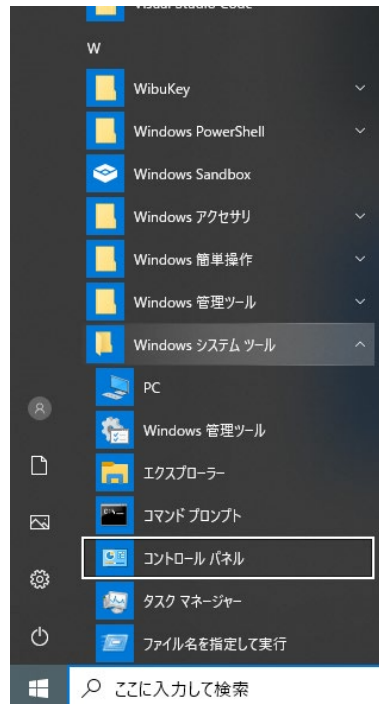 Visual Studio Code
W
WibuKey
Windows PowerShell
Windows Sandbox
Windows アクセサリ
Windows 簡単操作
Windows 管理ツール
Windows システム ツール
PC
Windows 管理ツール
エクスプローラー
コマンド プロンプト
コントロール パネル
タスク マネージャー
ファイル名を指定して実行
ここに入力して検索